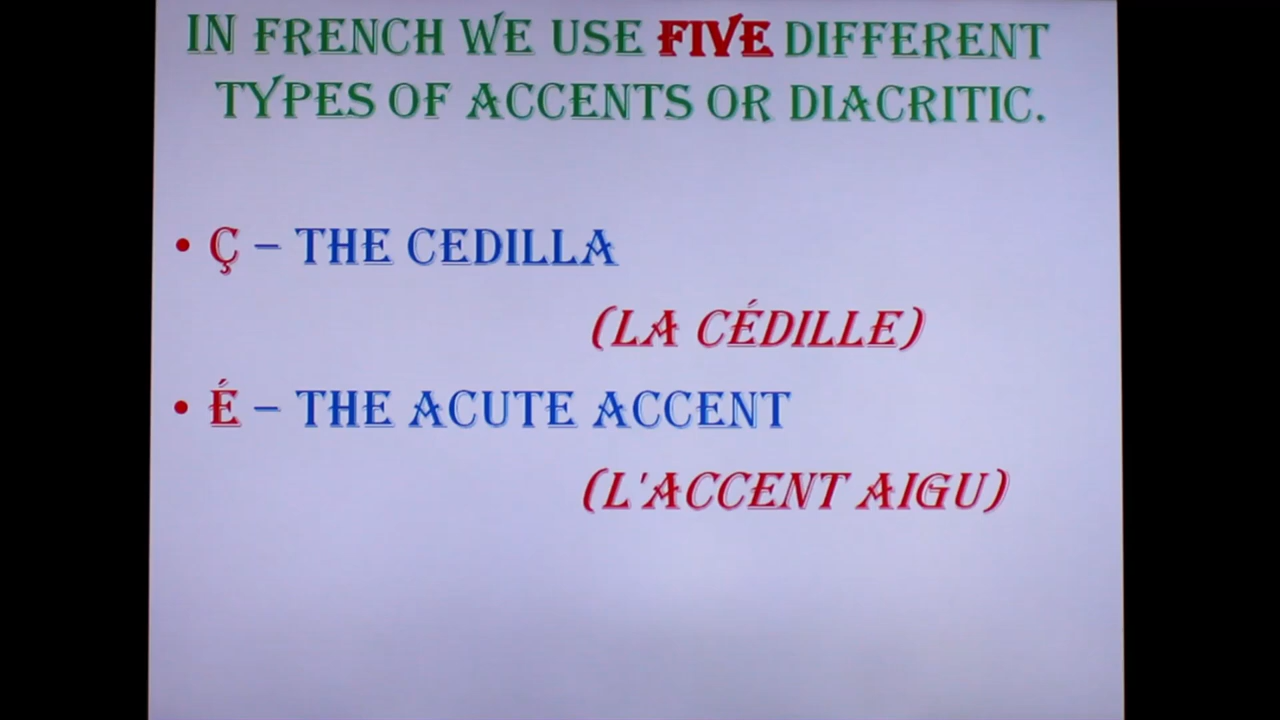 IN FRENCH WE USE FIVE DIFFERENT
TYPES OF ACCENTS OR DIACRITIC.
• Ç – THE CEDILLA
(LA CÉDILLE)
• É – THE ACUTE ACCENT
(L'ACCENT AIGU)